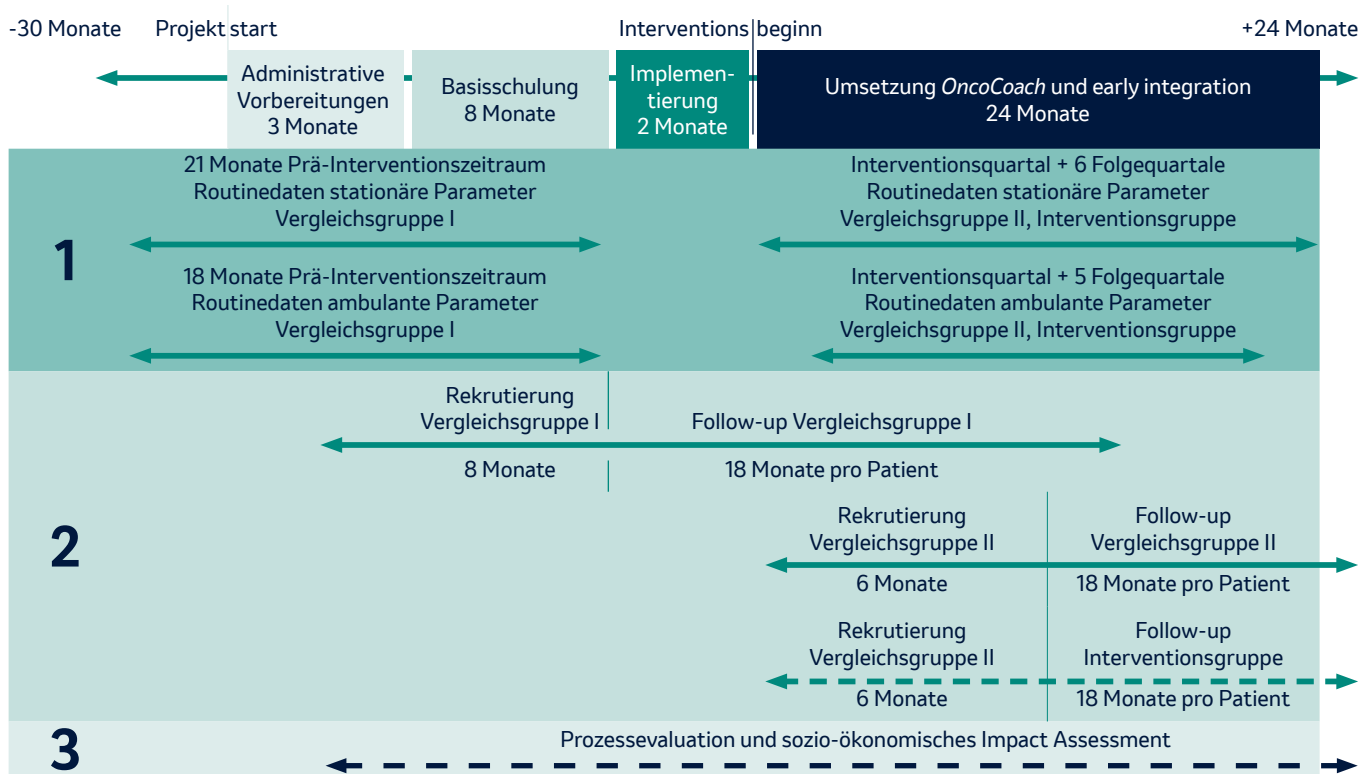 -30 Monate Projektstart Interventionsbeginn +24 Monate
Administrative
Vorbereitungen
3 Monate
Basisschulung
8 Monate
Implemen-
tierung
2 Monate
Umsetzung OncoCoach und early integration
24 Monate
1
21 Monate Prä-Interventionszeitraum
Routinedaten stationäre Parameter
Vergleichsgruppe I
Interventionsquartal + 6 Folgequartale
Routinedaten stationäre Parameter
Vergleichsgruppe II, Interventionsgruppe
18 Monate Prä-Interventionszeitraum
Routinedaten ambulante Parameter
Vergleichsgruppe I
Interventionsquartal + 5 Folgequartale
Routinedaten ambulante Parameter
Vergleichsgruppe II, Interventionsgruppe
2
Rekrutierung
Vergleichsgruppe I
8 Monate
Follow-up Vergleichsgruppe I
18 Monate pro Patient
Rekrutierung
Vergleichsgruppe II
6 Monate
Follow-up
Vergleichsgruppe II
18 Monate pro Patient
Rekrutierung
Vergleichsgruppe II
6 Monate
Follow-up
Interventionsgruppe
18 Monate pro Patient
3
Prozessevaluation und sozio-ökonomisches Impact Assessment